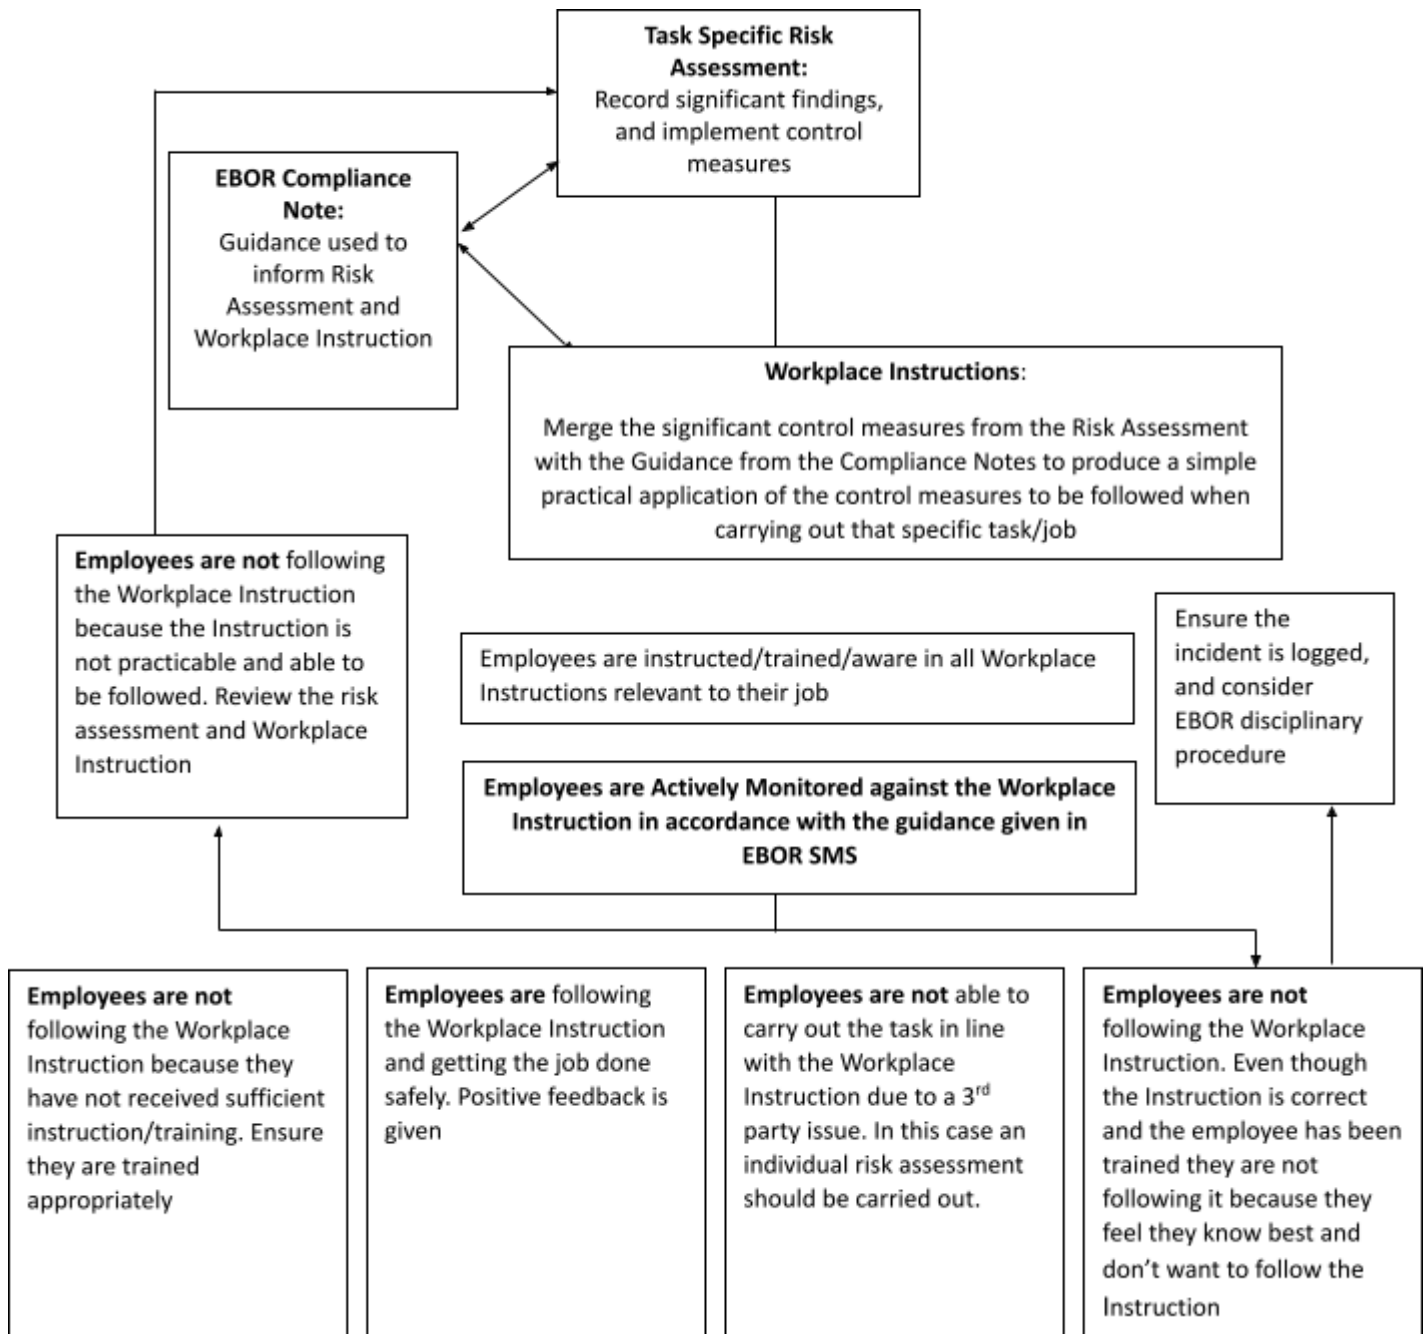 Task Specific Risk
Assessment:
Record significant findings,
and implement control
measures
EBOR Compliance
Note:
Guidance used to
inform Risk
Assessment and
Workplace Instruction
Workplace Instructions:
Merge the significant control measures from the Risk Assessment
with the Guidance from the Compliance Notes to produce a simple
practical application of the control measures to be followed when
carrying out that specific task/job
Employees are not following
the Workplace Instruction
because the Instruction is
not practicable and able to
be followed. Review the risk
assessment and Workplace
Instruction
Employees are instructed/trained/aware in all Workplace
Instructions relevant to their job
Ensure the
incident is logged,
and consider
EBOR disciplinary
procedure
Employees are Actively Monitored against the Workplace
Instruction in accordance with the guidance given in
EBOR SMS
Employees are not
following the Workplace
Instruction because they
have not received sufficient
instruction/training. Ensure
they are trained
appropriately
Employees are following
the Workplace Instruction
and getting the job done
safely. Positive feedback is
given
Employees are not able to
carry out the task in line
with the Workplace
Instruction due to a 3rd
party issue. In this case an
individual risk assessment
should be carried out.
Employees are not
following the Workplace
Instruction. Even though
the Instruction is correct
and the employee has been
trained they are not
following it because they
feel they know best and
don’t want to follow the
Instruction